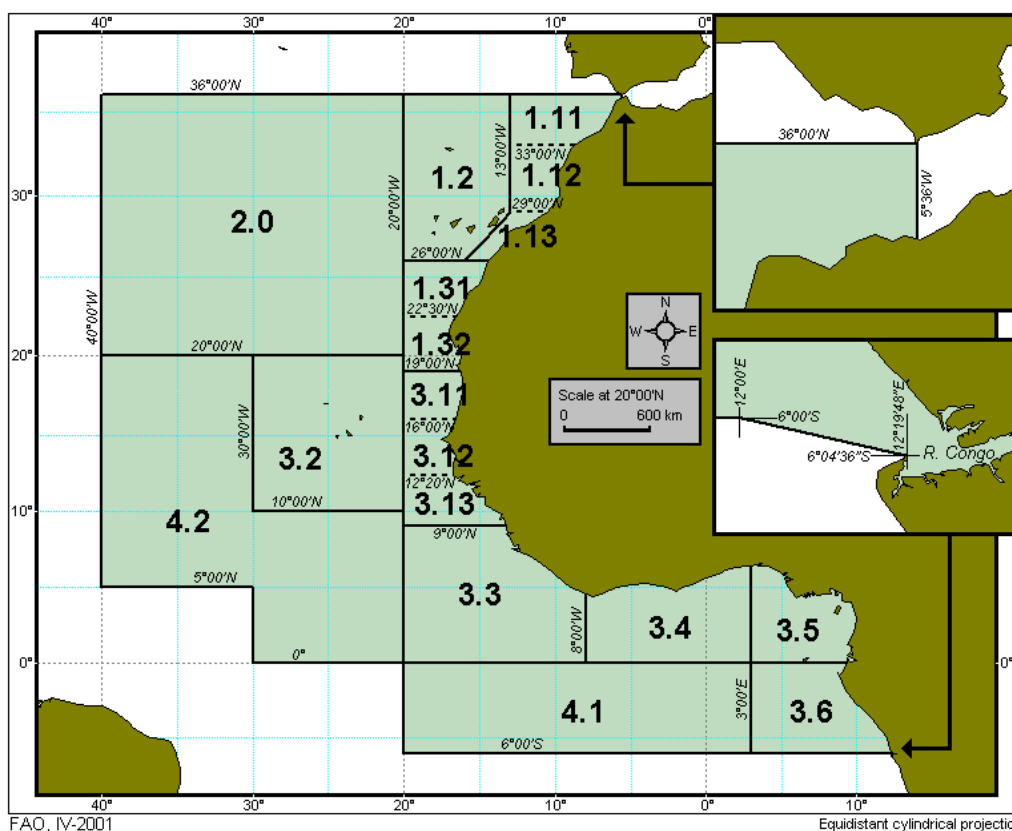 40° 30° 20° 10° 0°
36°00'N
36°00'N
1.11
13°00'W
33°00'N
1.2
1.12
5°36'W
30°
20°00'W
29°00'N
2.0
1.13
26°00'N
1.31
22°30'N
N
W E
S
40°00'W
1.32
20°
20°00'N
19°00'N
12°00'E
3.11
Scale at 20°00'N
0 600 km
12°19'48"E
6°00'S
30°00'W
16°00'N
3.2
3.12
6°04'36"S
R. Congo
12°20'N
10°00'N
3.13
10°
4.2
9°00'N
5°00'N
3.3
8°00'W
3.4
3.5
0°
0°
0°
3°00'E
4.1
3.6
6°00'S
40° 30° 20° 10° 0° 10°
FAO, IV-2001
Equidistant cylindrical projectio